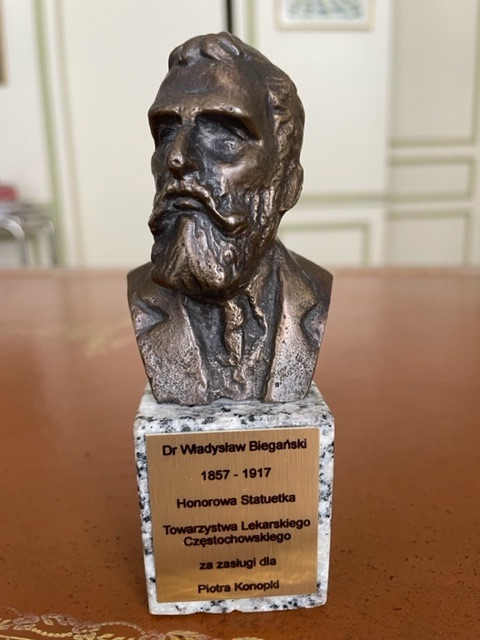 Dr Władysław Biegański
1857 - 1917
Honorowa Statuetka
Towarzystwa Lekarskiego
Częstochowskiego
za zasługi dla
Piotra Konopki